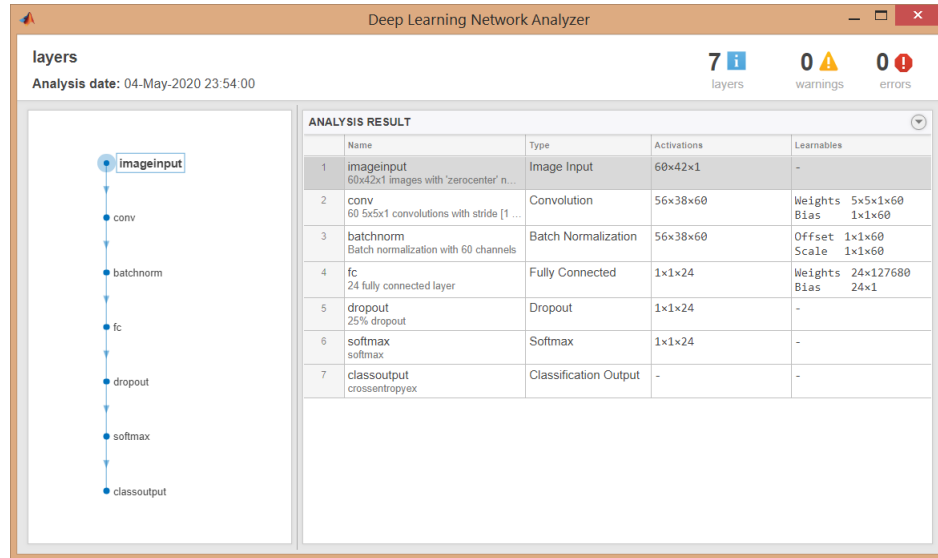 Deep Learning Network Analyzer
layers
Analysis date: 04-May-2020 23:54:00
7
layers
0
warnings
0
errors
imageinput
conv
batchnorm
fc
dropout
softmax
classoutput
ANALYSIS RESULT
Name Type Activations Learnables
1 imageinput Image Input 60×42×1 -
60x42x1 images with 'zerocenter' n...
2 conv Convolution 56×38×60 Weights 5×5×1×60
60 5x5x1 convolutions with stride [1 ... Bias 1×1×60
3 batchnorm Batch Normalization 56×38×60 Offset 1×1×60
Batch normalization with 60 channels Scale 1×1×60
4 fc Fully Connected 1×1×24 Weights 24×127680
24 fully connected layer Bias 24×1
5 dropout Dropout 1×1×24 -
25% dropout
6 softmax Softmax 1×1×24 -
softmax
7 classoutput Classification Output - -
crossentropyex